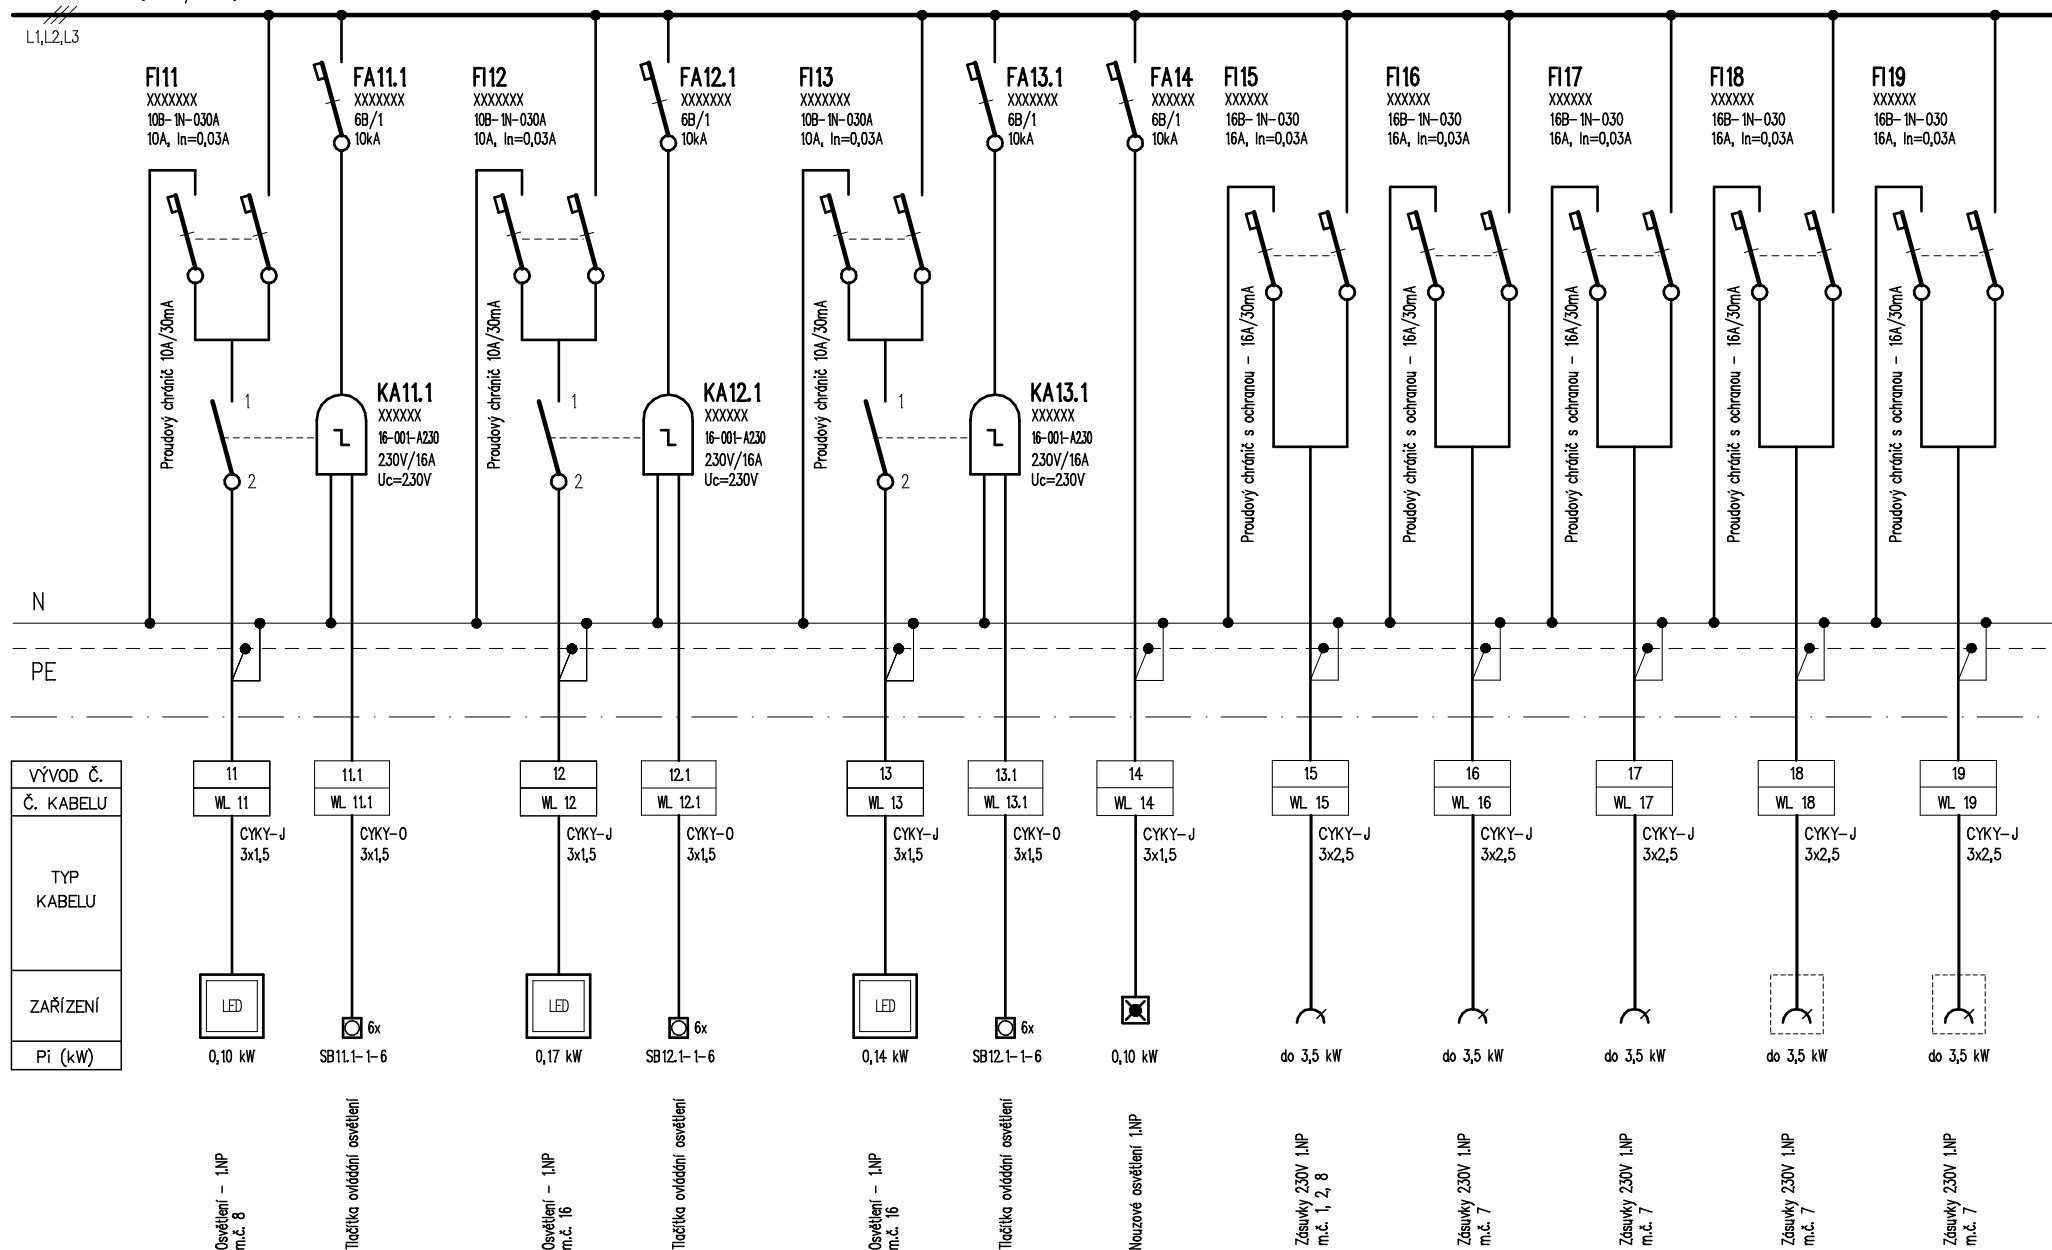 L1,L2,L3
FI11
XXXXXXX
10B-1N-030A
10A, In=0,03A
FA11.1
XXXXXXX
6B/1
10kA
FI12
XXXXXXX
10B-1N-030A
10A, In=0,03A
FA12.1
XXXXXXX
6B/1
10kA
FI13
XXXXXXX
10B-1N-030A
10A, In=0,03A
FA13.1
XXXXXXX
6B/1
10kA
FA14
XXXXXX
6B/1
10kA
FI15
XXXXXX
16B-1N-030
16A, In=0,03A
FI16
XXXXXX
16B-1N-030
16A, In=0,03A
FI17
XXXXXX
16B-1N-030
16A, In=0,03A
FI18
XXXXXX
16B-1N-030
16A, In=0,03A
FI19
XXXXXX
16B-1N-030
16A, In=0,03A
Proudový chránič 10A/30mA
1
2
KA11.1
XXXXXX
16-001-A230
230V/16A
Uc=230V
Proudový chránič 10A/30mA
1
2
KA12.1
XXXXXX
16-001-A230
230V/16A
Uc=230V
Proudový chránič 10A/30mA
1
2
KA13.1
XXXXXX
16-001-A230
230V/16A
Uc=230V
Proudový chránič s ochranou - 16A/30mA
Proudový chránič s ochranou - 16A/30mA
Proudový chránič s ochranou - 16A/30mA
Proudový chránič s ochranou - 16A/30mA
Proudový chránič s ochranou - 16A/30mA
N
PE
VÝVOD Č.
11
11.1
12
12.1
13
13.1
14
15
16
17
18
19
Č. KABELU
WL 11
WL 11.1
WL 12
WL 12.1
WL 13
WL 13.1
WL 14
WL 15
WL 16
WL 17
WL 18
WL 19
TYP
KABELU
CYKY-J
3x1,5
CYKY-O
3x1,5
CYKY-J
3x1,5
CYKY-O
3x1,5
CYKY-J
3x1,5
CYKY-O
3x1,5
CYKY-J
3x1,5
CYKY-J
3x2,5
CYKY-J
3x2,5
CYKY-J
3x2,5
CYKY-J
3x2,5
CYKY-J
3x2,5
ZAŘÍZENÍ
LED
6x
LED
6x
LED
6x
Pi (kW)
0,10 kW
SB11.1-1-6
0,17 kW
SB12.1-1-6
0,14 kW
SB12.1-1-6
0,10 kW
do 3,5 kW
do 3,5 kW
do 3,5 kW
do 3,5 kW
do 3,5 kW
Osvětlení - 1.NP
m.č. 8
Tlačítka ovládání osvětlení
Osvětlení - 1.NP
m.č. 16
Tlačítka ovládání osvětlení
Osvětlení - 1.NP
m.č. 16
Tlačítka ovládání osvětlení
Nouzové osvětlení 1.NP
Zásuvky 230V 1.NP
m.č. 1, 2, 8
Zásuvky 230V 1.NP
m.č. 7
Zásuvky 230V 1.NP
m.č. 7
Zásuvky 230V 1.NP
m.č. 7
Zásuvky 230V 1.NP
m.č. 7